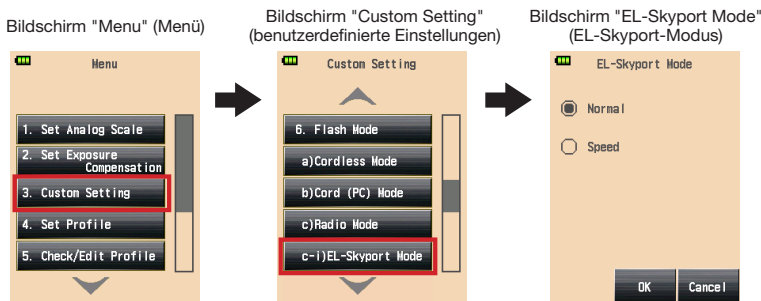 Bildschirm "Menu" (Menü)
Menu
1. Set Analog Scale
2. Set Exposure
Compensation
3. Custom Setting
4. Set Profile
5. Check/Edit Profile
Bildschirm "Custom Setting"
(benutzerdefinierte Einstellungen)
Custom Setting
6. Flash Mode
a)Cordless Mode
b)Cord (PC) Mode
c)Radio Mode
c-i)EL-Skyport Mode
Bildschirm "EL-Skyport Mode"
(EL-Skyport-Modus)
EL-Skyport Mode
Normal
Speed
OK
Cancel